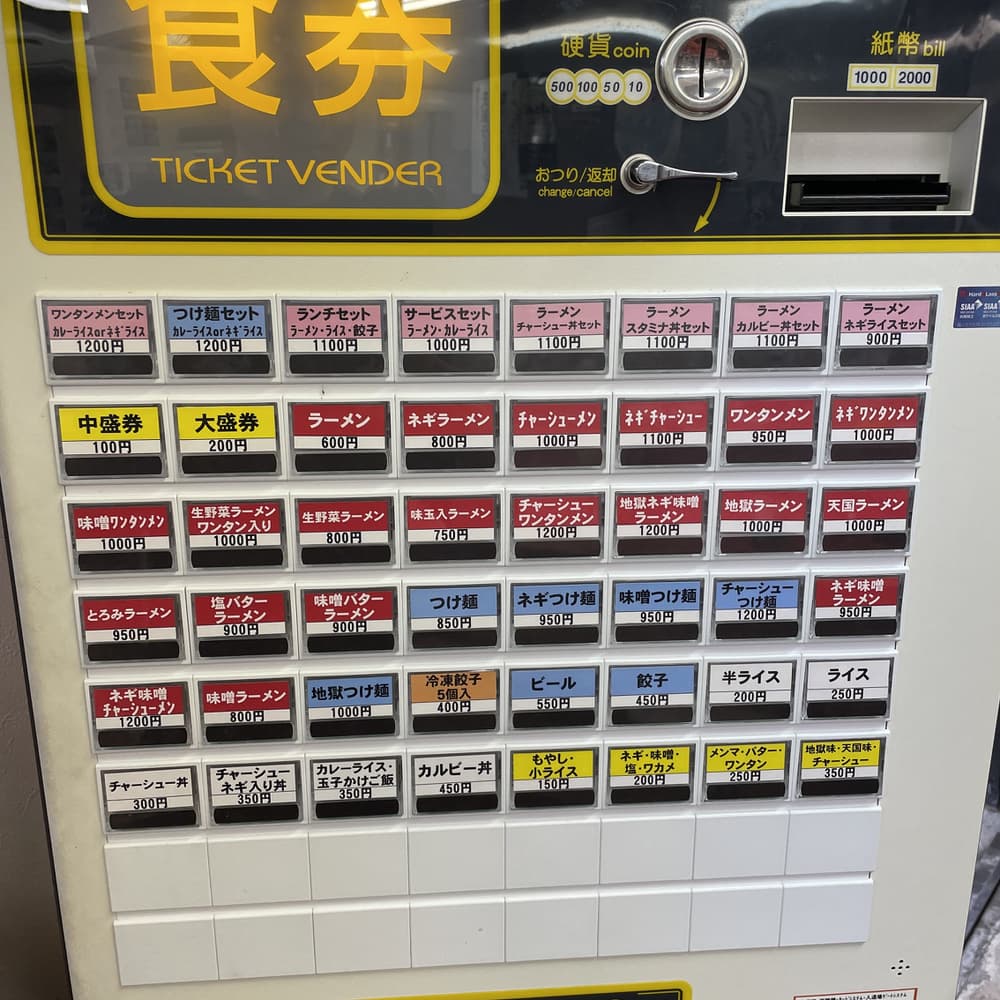 食券
TICKET VENDER
硬貨coin
500 100 50 10
紙幣bill
1000 2000
おつり/返却
change/cancel
ワンタンメンセット
カレーライスorネギライス
1200円
つけ麺セット
カレーライスorネギライス
1200円
ランチセット
ラーメン・ライス・餃子
1100円
サービスセット
ラーメン・カレーライス
1000円
ラーメン
チャーシュー丼セット
1100円
ラーメン
スタミナ丼セット
1100円
ラーメン
カルビー丼セット
1100円
ラーメン
ネギライスセット
900円
中盛券
100円
大盛券
200円
ラーメン
600円
ネギラーメン
800円
チャーシューメン
1000円
ネギチャーシュー
1100円
ワンタンメン
950円
ネギワンタンメン
1000円
味噌ワンタンメン
1000円
生野菜ラーメン
ワンタン入り
1000円
生野菜ラーメン
800円
味玉入ラーメン
750円
チャーシュー
ワンタンメン
1200円
地獄ネギ味噌
ラーメン
1200円
地獄ラーメン
1000円
天国ラーメン
1000円
とろみラーメン
950円
塩バター
ラーメン
900円
味噌バター
ラーメン
900円
つけ麺
850円
ネギつけ麺
950円
味噌つけ麺
950円
チャーシュー
つけ麺
1200円
ネギ味噌
ラーメン
950円
ネギ味噌
チャーシューメン
1200円
味噌ラーメン
800円
地獄つけ麺
1000円
冷凍餃子
5個入
400円
ビール
550円
餃子
450円
半ライス
200円
ライス
250円
チャーシュー丼
300円
チャーシュー
ネギ入り丼
350円
カレーライス・
玉子かけご飯
350円
カルビー丼
450円
もやし・
小ライス
150円
ネギ・味噌・
塩・ワカメ
200円
メンマ・バター・
ワンタン
250円
地獄味・天国味・
チャーシュー
350円
SIAA